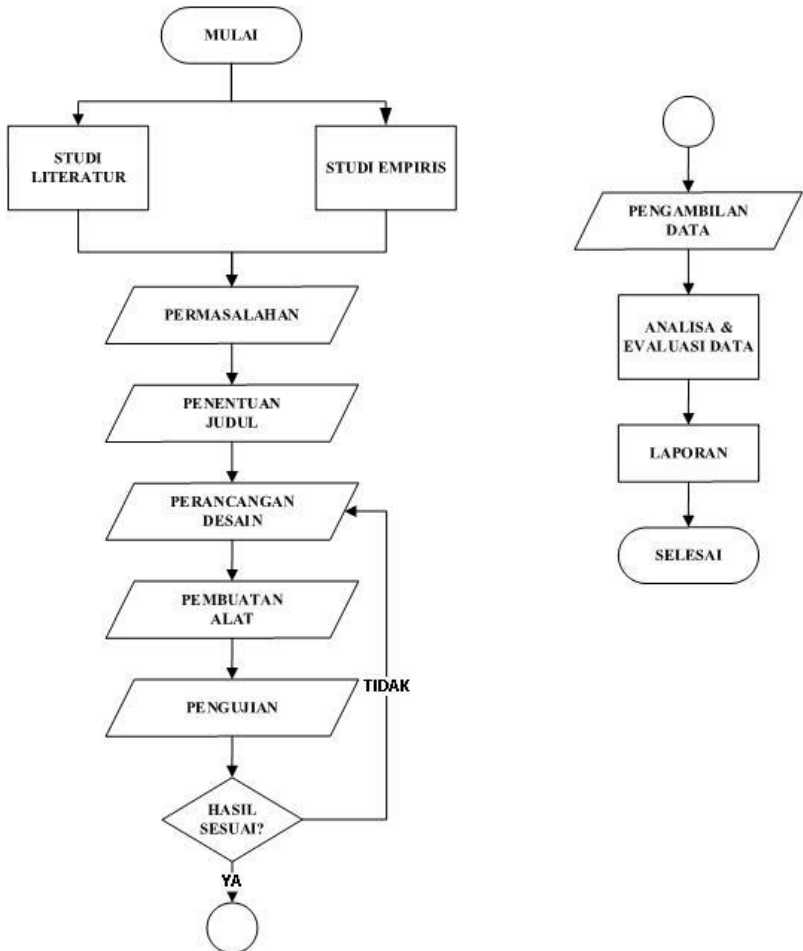 MULAI
STUDI
LITERATUR
STUDI EMPIRIS
PERMASALAHAN
PENENTUAN
JUDUL
PERANCANGAN
DESAIN
PEMBUATAN
ALAT
PENGUJIAN
TIDAK
HASIL
SESUAI?
YA
PENGAMBILAN
DATA
ANALISA &
EVALUASI DATA
LAPORAN
SELESAI